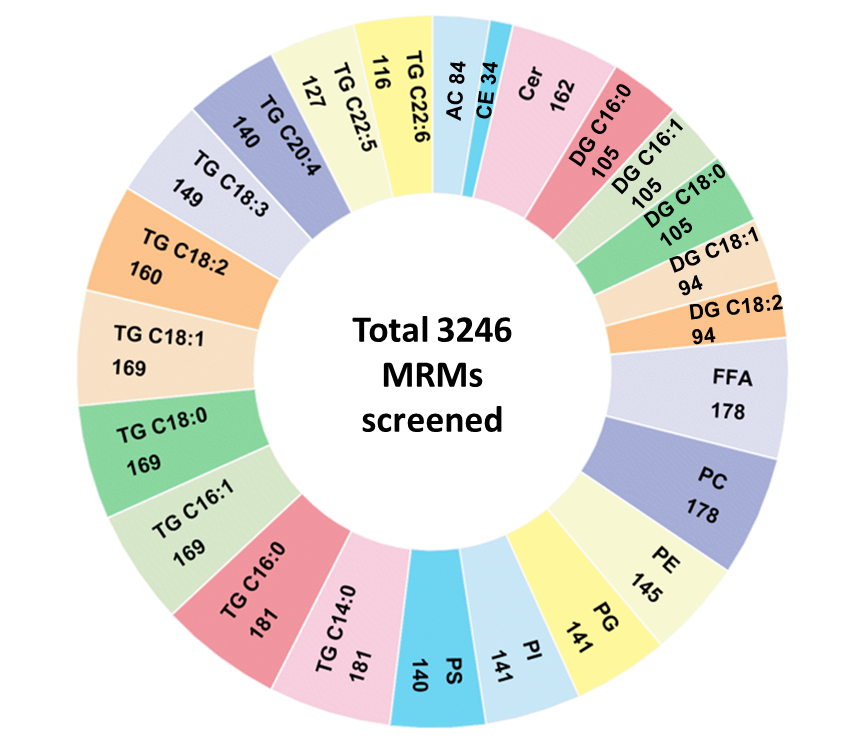 Total 3246
MRMs
screened
AC 84
CE 34
Cer
162
DG C16:0
105
DG C16:1
105
DG C18:0
105
DG C18:1
94
DG C18:2
94
FFA
178
PC
178
PE
145
PG
141
PI
141
PS
140
TG C14:0
181
TG C16:0
181
TG C16:1
169
TG C18:0
169
TG C18:1
169
TG C18:2
160
TG C18:3
149
TG C20:4
140
TG C22:5
127
TG C22:6
116